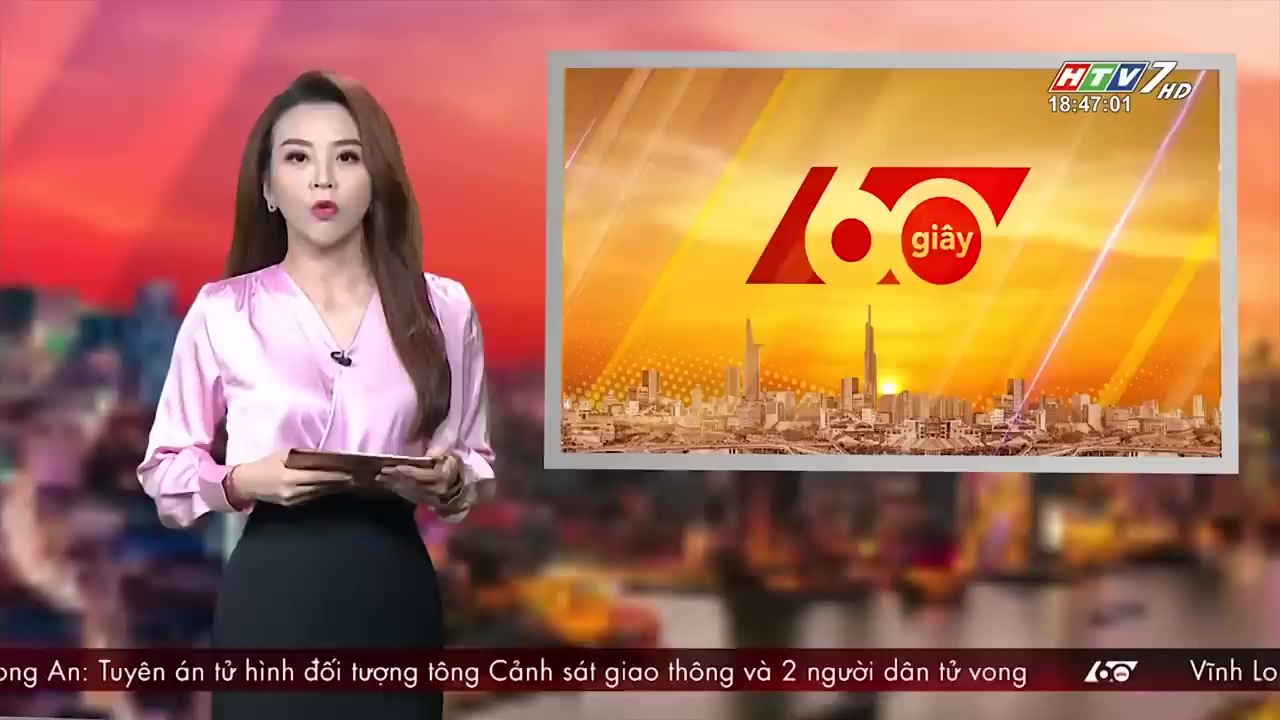 HTV7 HD
18:47:01
60 giây
ong An: Tuyên án tử hình đối tượng tông Cảnh sát giao thông và 2 người dân tử vong 60 Vĩnh Lo